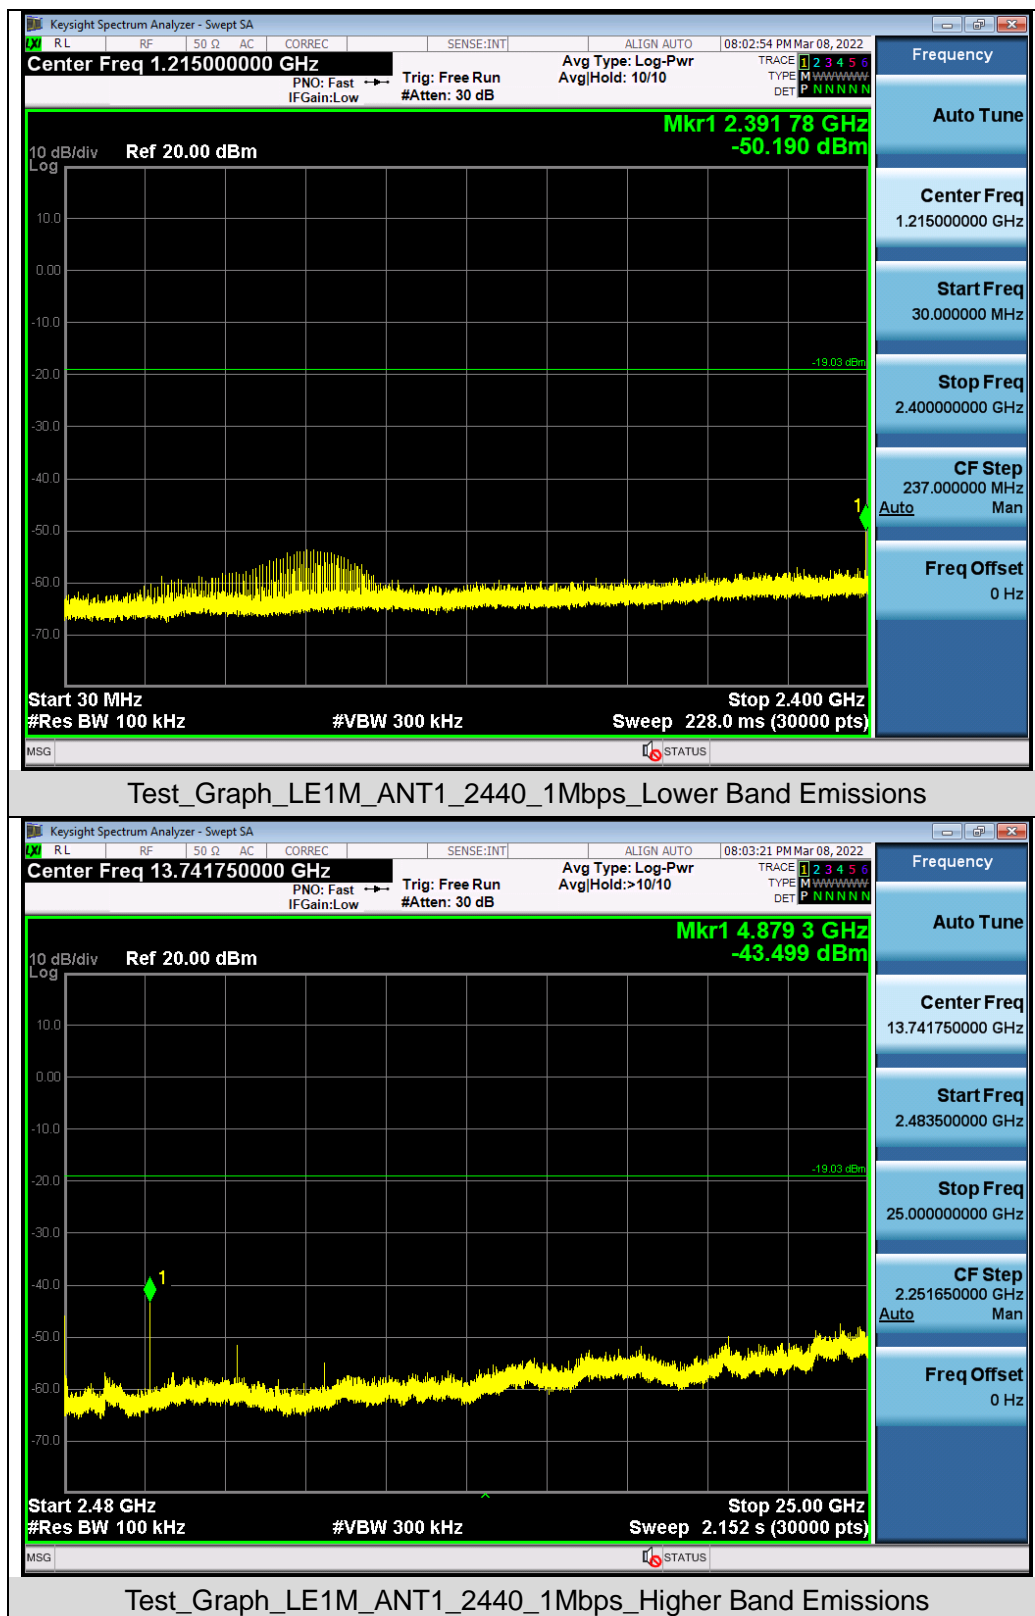 Keysight Spectrum Analyzer - Swept SA
LXI RL RF 50 Ω AC CORREC SENSE:INT ALIGN AUTO 08:02:54 PM Mar 08, 2022
Center Freq 1.215000000 GHz
PNO: Fast
IFGain:Low
Trig: Free Run
#Atten: 30 dB
Avg Type: Log-Pwr
Avg|Hold: 10/10
TRACE 1 2 3 4 5 6
TYPE M W W W W W
DET P N N N N N
Mkr1 2.391 78 GHz
-50.190 dBm
10 dB/div Ref 20.00 dBm
Log
10.0
0.00
-10.0
-19.03 dBm
-20.0
-30.0
-40.0
1
-50.0
-60.0
-70.0
Start 30 MHz Stop 2.400 GHz
#Res BW 100 kHz #VBW 300 kHz Sweep 228.0 ms (30000 pts)
MSG STATUS
Frequency
Auto Tune
Center Freq
1.215000000 GHz
Start Freq
30.000000 MHz
Stop Freq
2.400000000 GHz
CF Step
237.000000 MHz
Auto Man
Freq Offset
0 Hz
Test_Graph_LE1M_ANT1_2440_1Mbps_Lower Band Emissions
Keysight Spectrum Analyzer - Swept SA
LXI RL RF 50 Ω AC CORREC SENSE:INT ALIGN AUTO 08:03:21 PM Mar 08, 2022
Center Freq 13.741750000 GHz
PNO: Fast
IFGain:Low
Trig: Free Run
#Atten: 30 dB
Avg Type: Log-Pwr
Avg|Hold:>10/10
TRACE 1 2 3 4 5 6
TYPE M W W W W W
DET P N N N N N
Mkr1 4.879 3 GHz
-43.499 dBm
10 dB/div Ref 20.00 dBm
Log
10.0
0.00
-10.0
-19.03 dBm
-20.0
-30.0
1
-40.0
-50.0
-60.0
-70.0
Start 2.48 GHz Stop 25.00 GHz
#Res BW 100 kHz #VBW 300 kHz Sweep 2.152 s (30000 pts)
MSG STATUS
Frequency
Auto Tune
Center Freq
13.741750000 GHz
Start Freq
2.483500000 GHz
Stop Freq
25.000000000 GHz
CF Step
2.251650000 GHz
Auto Man
Freq Offset
0 Hz
Test_Graph_LE1M_ANT1_2440_1Mbps_Higher Band Emissions